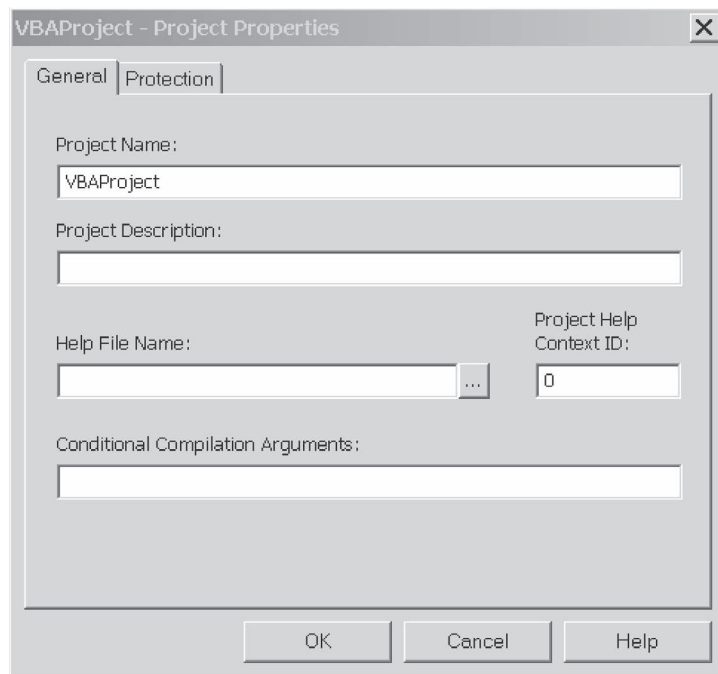 VBAProject - Project Properties
General
Protection
Project Name:
VBAProject
Project Description:
Help File Name:
...
Project Help
Context ID:
0
Conditional Compilation Arguments:
OK
Cancel
Help